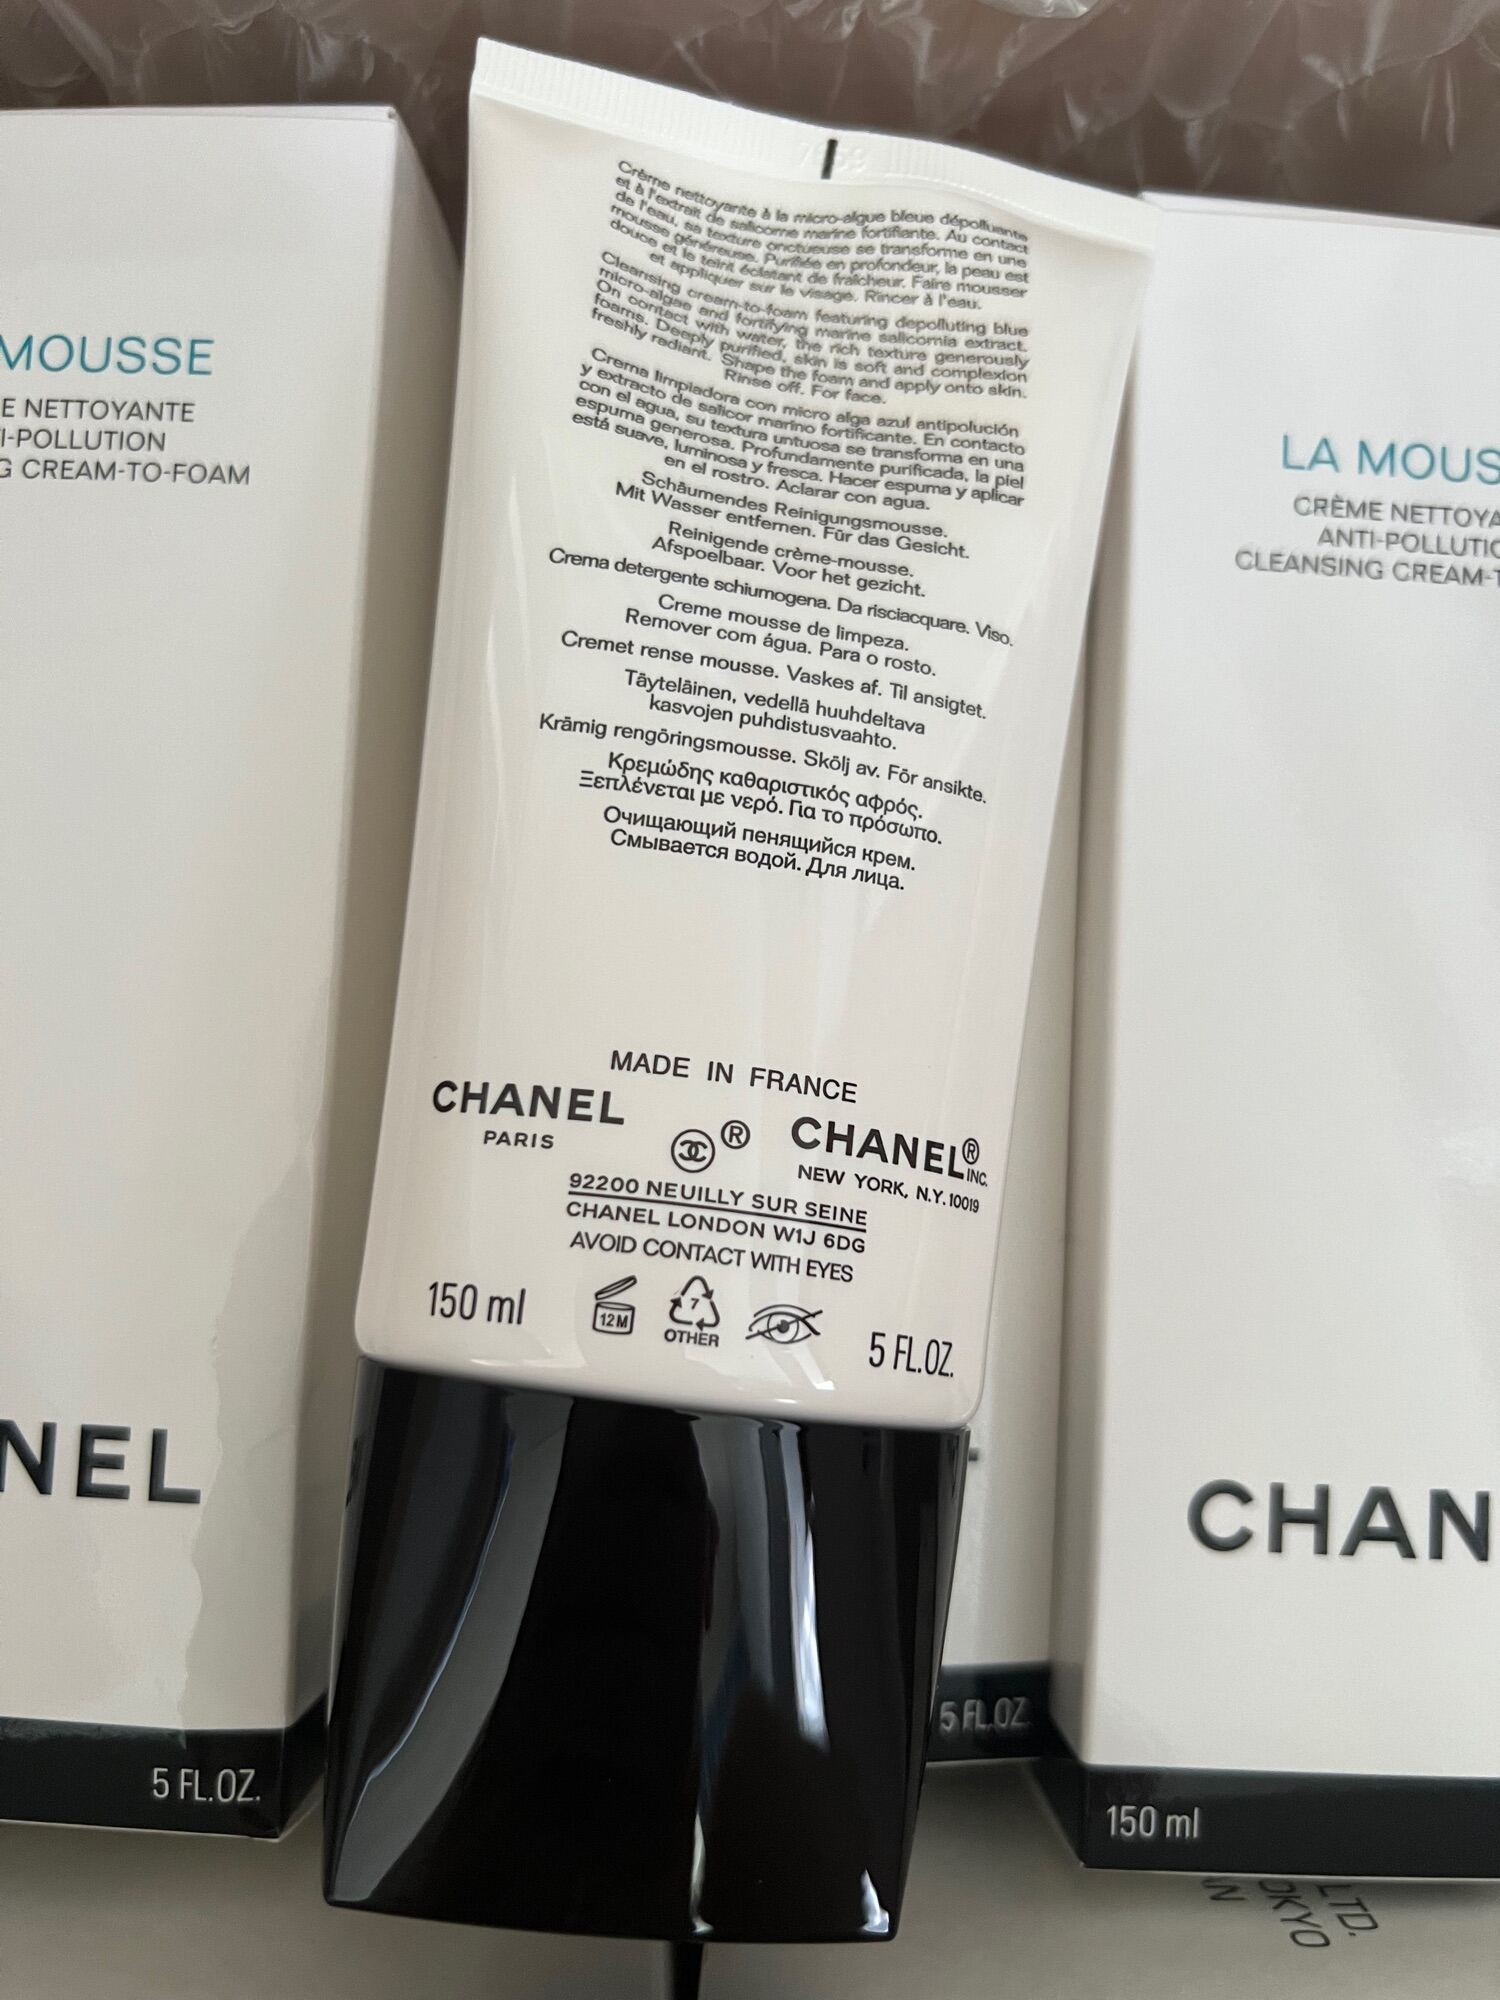 MOUSSE
E NETTOYANTE
I-POLLUTION
G CREAM-TO-FOAM
NEL
5 FL.OZ.
Crème nettoyante à la micro-algue bleue dépolluante
et à l'extrait de salicorne marine fortifiante. Au contact
de l'eau, sa texture onctueuse se transforme en une
mousse généreuse. Purifiée en profondeur, la peau est
douce et le teint éclatant de fraîcheur. Faire mousser
et appliquer sur le visage. Rincer à l'eau.
Cleansing cream-to-foam featuring depolluting blue
micro-algae and fortifying marine salicornia extract.
On contact with water, the rich texture generously
foams. Deeply purified, skin is soft and complexion
freshly radiant. Shape the foam and apply onto skin.
Rinse off. For face.
Crema limpiadora con micro alga azul antipolución
y extracto de salicor marino fortificante. En contacto
con el agua, su textura untuosa se transforma en una
espuma generosa. Profundamente purificada, la piel
está suave, luminosa y fresca. Hacer espuma y aplicar
en el rostro. Aclarar con agua.
Schäumendes Reinigungsmousse.
Mit Wasser entfernen. Für das Gesicht.
Reinigende crème-mousse.
Afspoelbaar. Voor het gezicht.
Crema detergente schiumogena. Da risciacquare. Viso.
Creme mousse de limpeza.
Remover com água. Para o rosto.
Cremet rense mousse. Vaskes af. Til ansigtet.
Täyteläinen, vedellä huuhdeltava
kasvojen puhdistusvaahto.
Krämig rengöringsmousse. Skölj av. För ansikte.
Κρεμώδης καθαριστικός αφρός.
Ξεπλένεται με νερό. Για το πρόσωπο.
Очищающий пенящийся крем.
Смывается водой. Для лица.
MADE IN FRANCE
CHANEL
PARIS
®
CHANEL® INC.
NEW YORK, N.Y. 10019
92200 NEUILLY SUR SEINE
CHANEL LONDON W1J 6DG
AVOID CONTACT WITH EYES
150 ml
12M
7
OTHER
5 FL.OZ.
5 FL.OZ.
LA MOUS
CRÈME NETTOYA
ANTI-POLLUTIO
CLEANSING CREAM-T
CHAN
150 ml
LTD.
OKYO
AN